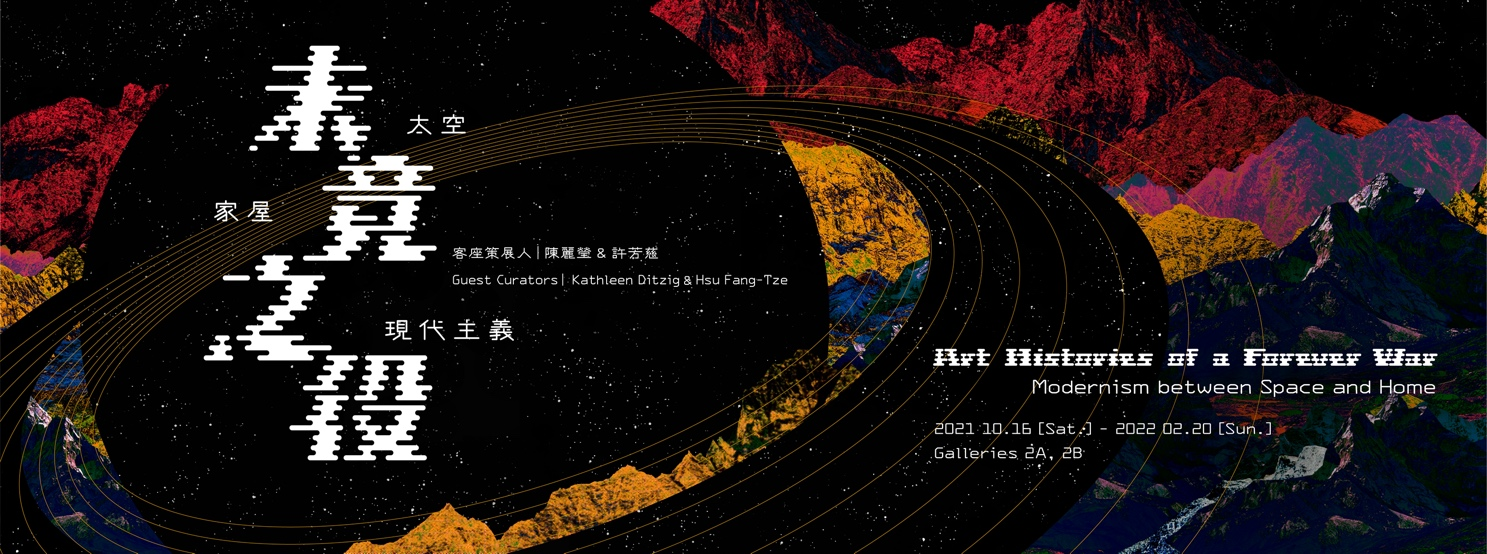 未竟之役
太空
家屋
現代主義
客座策展人｜陳麗瑩 & 許芳慈
Guest Curators| Kathleen Ditzig & Hsu Fang-Tze
Art Histories of a Forever War
Modernism between Space and Home
2021 10.16 [Sat.] - 2022 02.20 [Sun.]
Galleries 2A, 2B